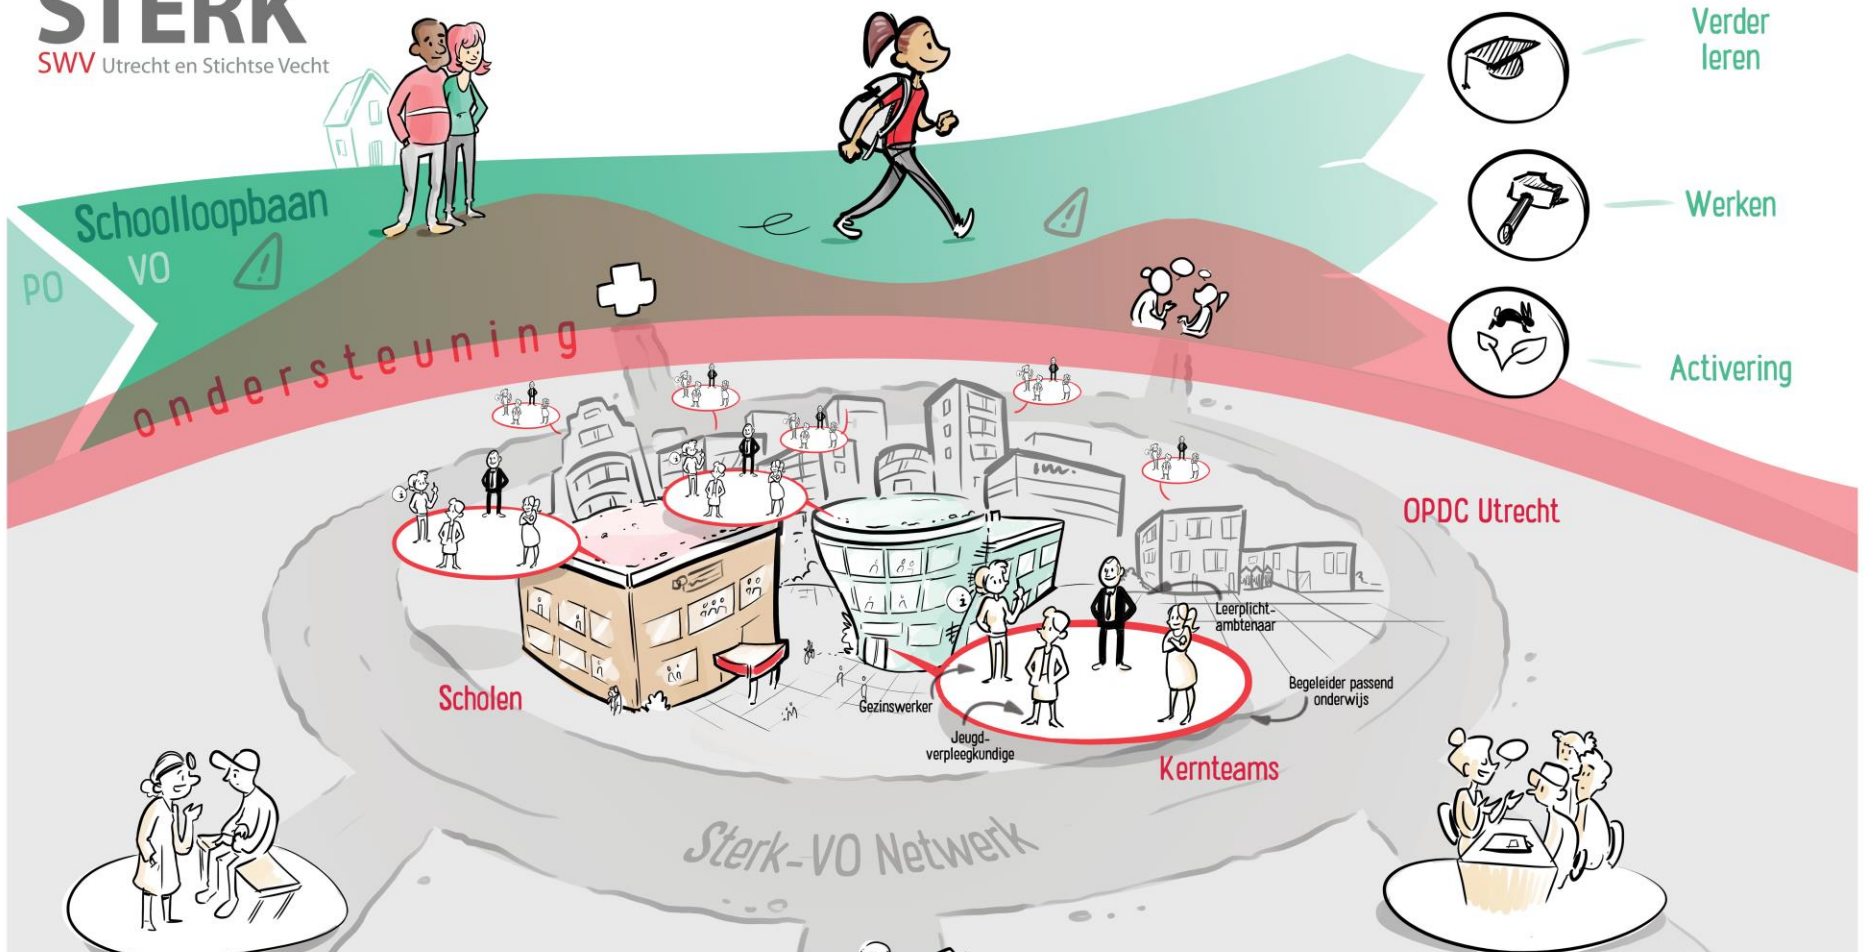 STERK
SWV Utrecht en Stichtse Vecht
Verder
leren
Schoolloopbaan
PO
VO
Werken
ondersteuning
Activering
OPDC Utrecht
Leerplicht-
ambtenaar
Scholen
Gezinswerker
Begeleider passend
onderwijs
Jeugd-
verpleegkundige
Kernteams
Sterk-VO Netwerk